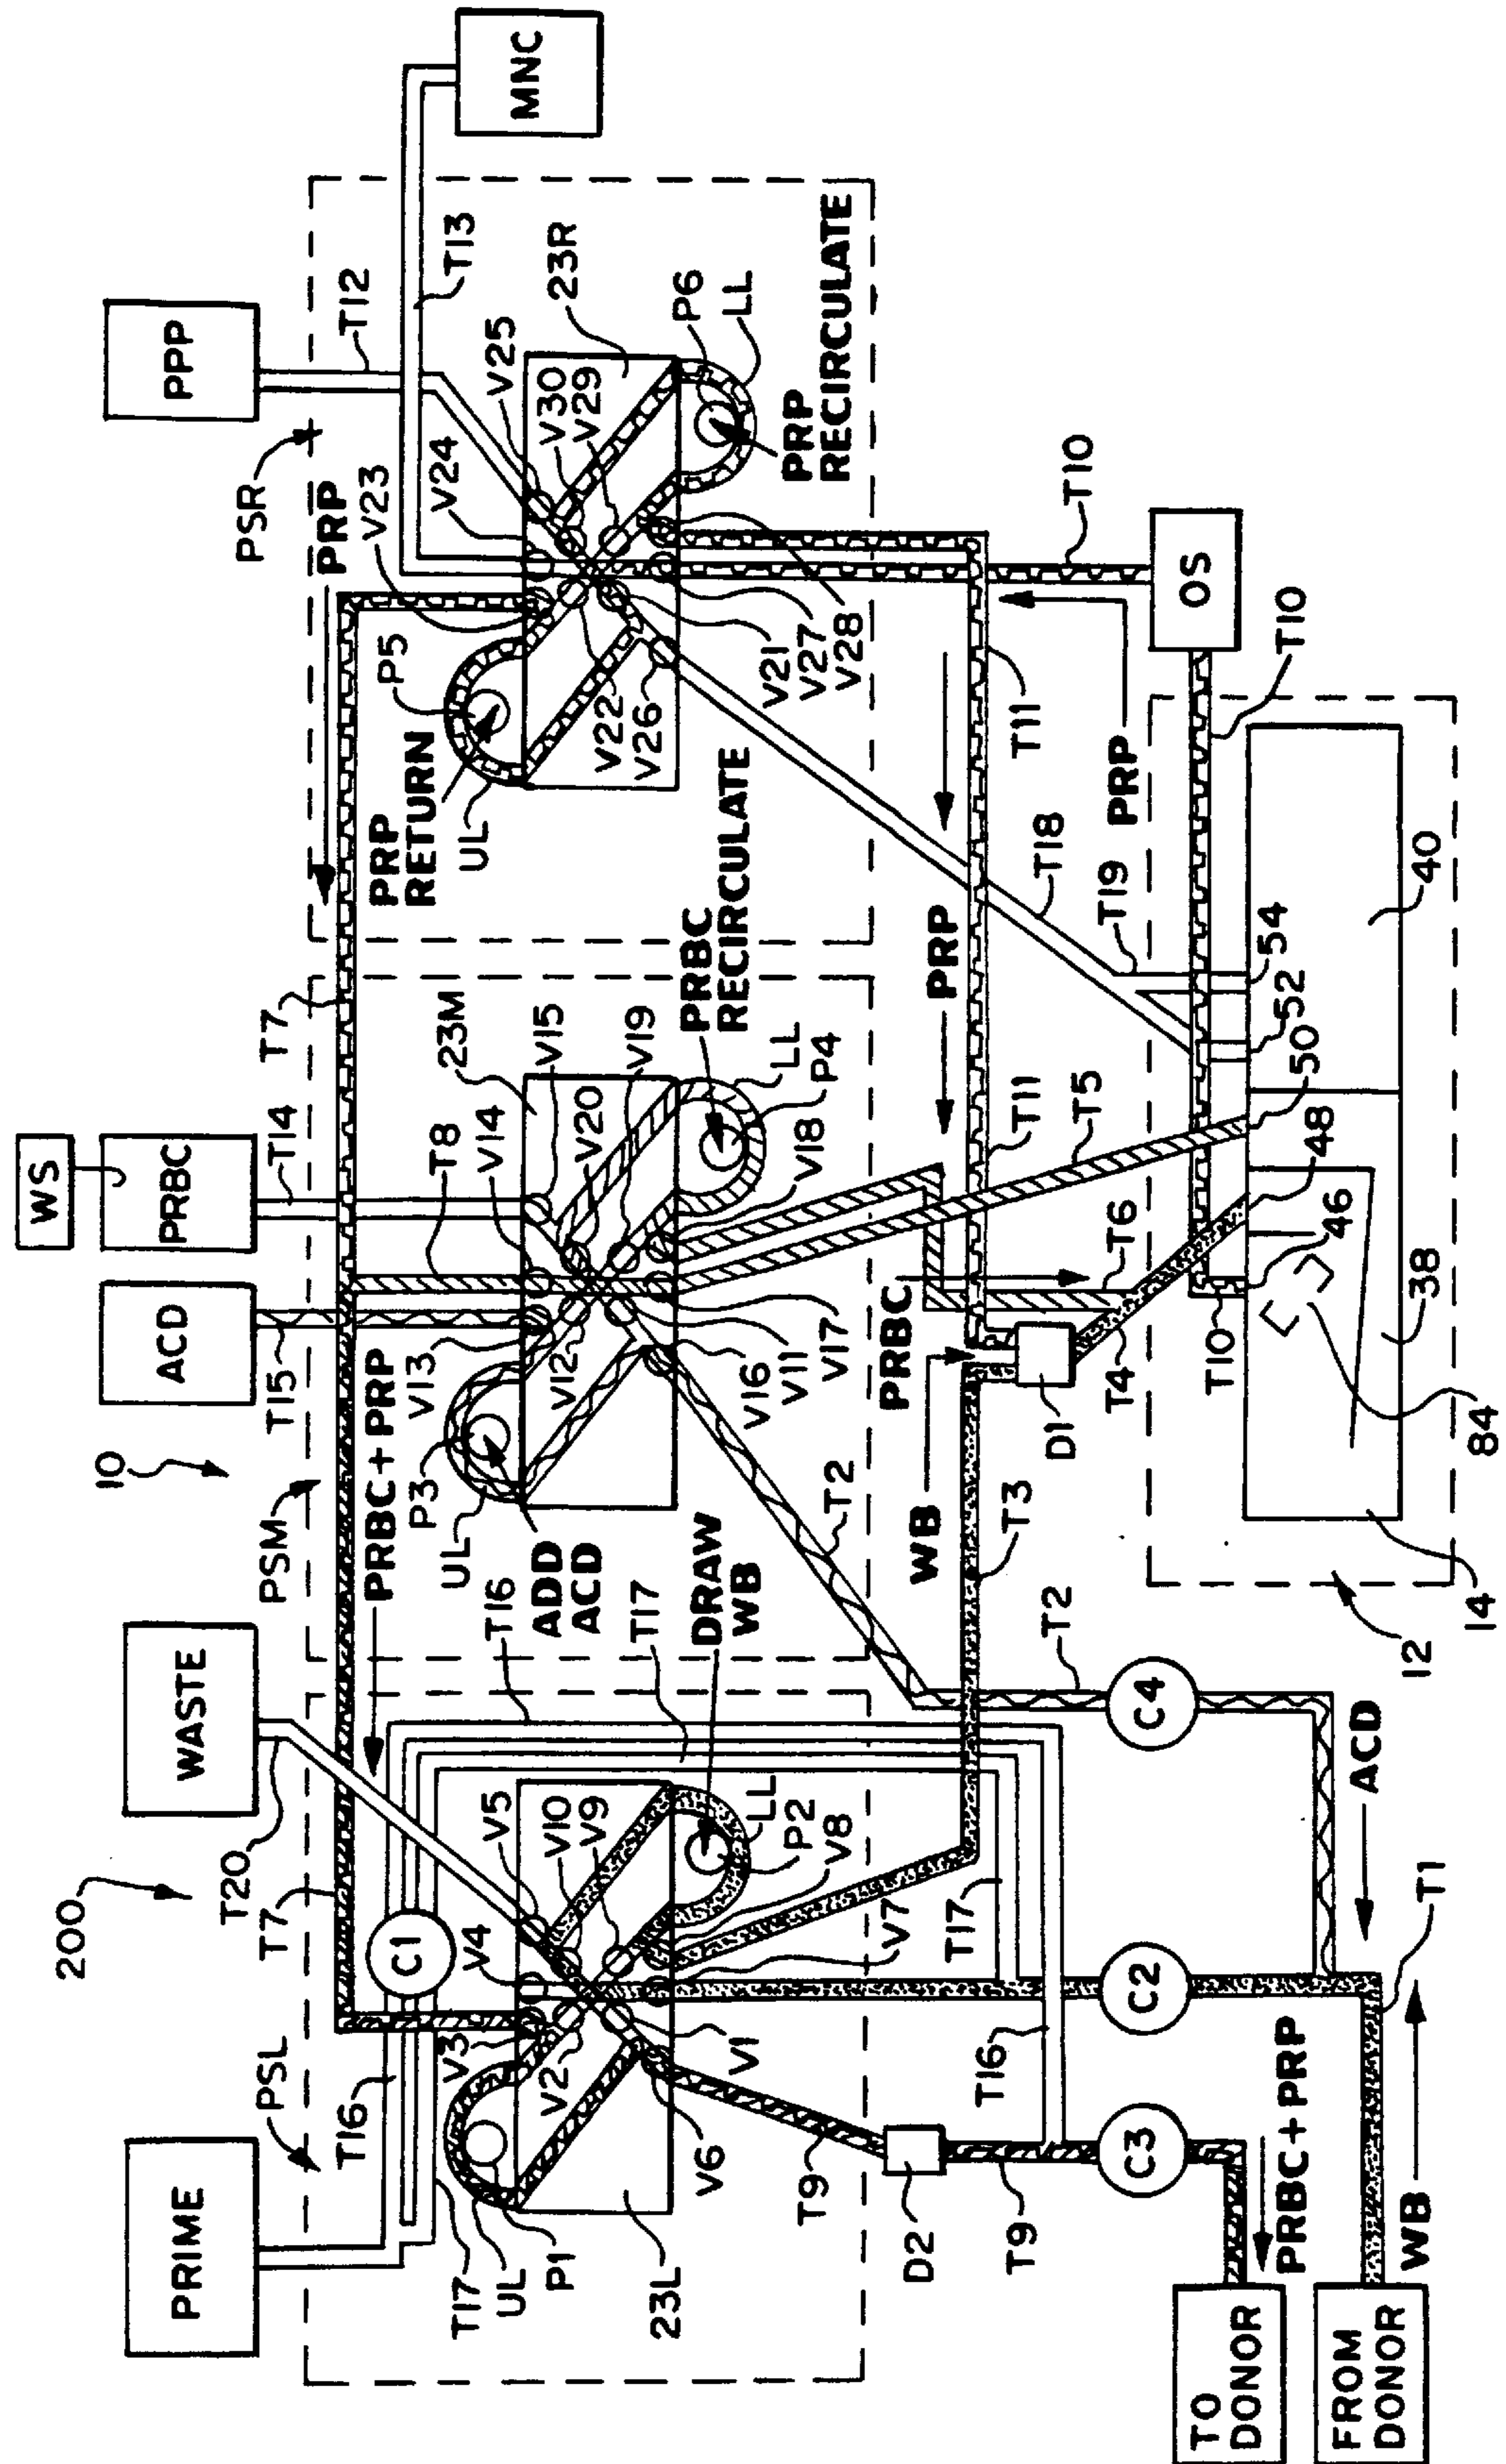 200
10
PRIME
WASTE
ACD
PRBC
WS
PPP
MNC
PSL
T20
PSM
T15
T14
T7
PSR
T12
T13
PRP
T7
T16
C1
PRBC + PRP
T8
T17
UL
P1
V3
V4
V5
V10
V9
V2
V1
V6
V7
V8
LL
P2
23L
T16
T17
DRAW
WB
ADD
ACD
UL
P3
V13
V14
V15
23M
V12
V20
V19
V16
V11
V17
V18
LL
P4
PRBC
RECIRCULATE
PRP
RETURN
UL
P5
V23
V24
V25
V30
V29
23R
V22
V26
V21
V27
V28
P6
LL
PRP
RECIRCULATE
T9
D2
T9
T16
T17
C3
C2
C4
T2
T2
WB
T3
PRBC
D1
T4
T6
T5
T11
PRP
T11
T18
T19
PRP
T10
OS
T10
T10
46
48
50
52
54
40
38
84
14
12
ACD
T1
WB
PRBC + PRP
TO
DONOR
FROM
DONOR